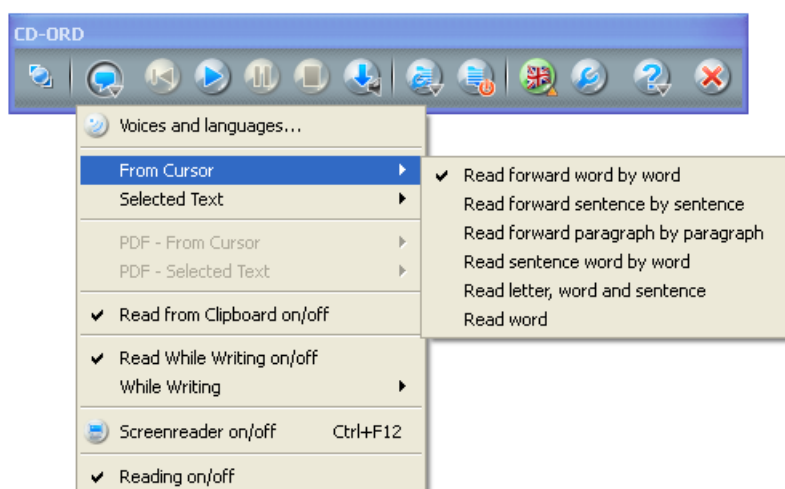 CD-ORD
Voices and languages...
From Cursor
Selected Text
PDF - From Cursor
PDF - Selected Text
Read from Clipboard on/off
Read While Writing on/off
While Writing
Screenreader on/off Ctrl+F12
Reading on/off
Read forward word by word
Read forward sentence by sentence
Read forward paragraph by paragraph
Read sentence word by word
Read letter, word and sentence
Read word